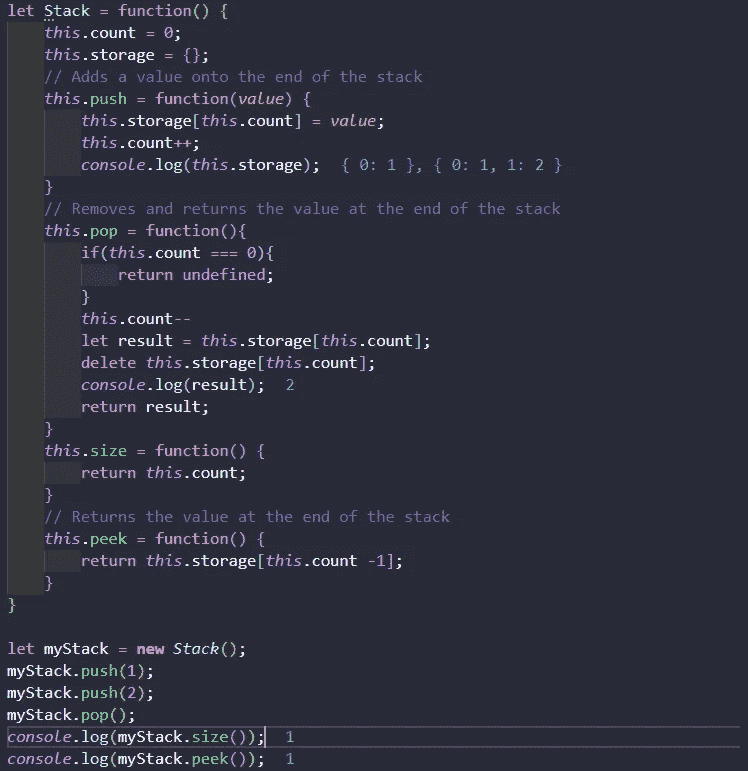 let Stack = function() {
    this.count = 0;
    this.storage = {};
    // Adds a value onto the end of the stack
    this.push = function(value) {
        this.storage[this.count] = value;
        this.count++;
        console.log(this.storage);  { 0: 1 }, { 0: 1, 1: 2 }
    }
    // Removes and returns the value at the end of the stack
    this.pop = function(){
        if(this.count === 0){
            return undefined;
        }
        this.count--
        let result = this.storage[this.count];
        delete this.storage[this.count];
        console.log(result);  2
        return result;
    }
    this.size = function() {
        return this.count;
    }
    // Returns the value at the end of the stack
    this.peek = function() {
        return this.storage[this.count -1];
    }
}

let myStack = new Stack();
myStack.push(1);
myStack.push(2);
myStack.pop();
console.log(myStack.size());  1
console.log(myStack.peek());  1